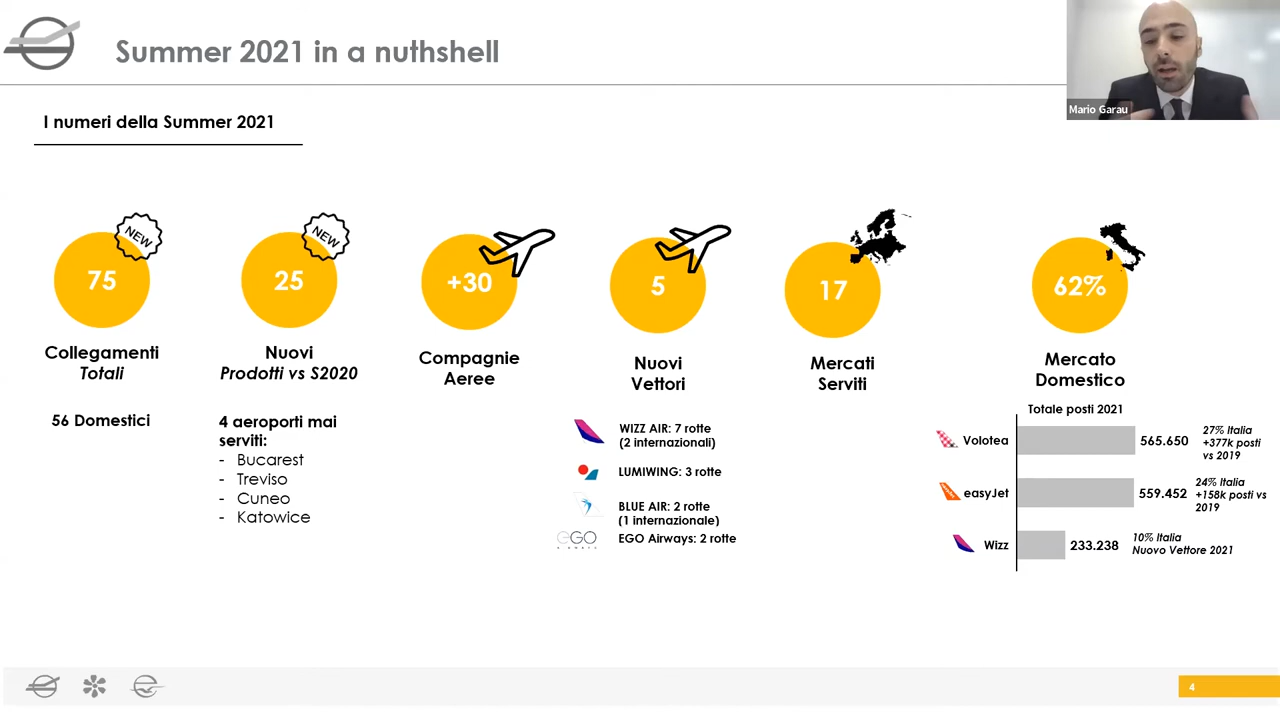 Summer 2021 in a nuthshell
Mario Garau
I numeri della Summer 2021
NEW
75
Collegamenti
Totali
56 Domestici
NEW
25
Nuovi
Prodotti vs S2020
4 aeroporti mai
serviti:
- Bucarest
- Treviso
- Cuneo
- Katowice
+30
Compagnie
Aeree
5
Nuovi
Vettori
WIZZ AIR: 7 rotte
(2 internazionali)
LUMIWING: 3 rotte
BLUE AIR: 2 rotte
(1 internazionale)
EGO
EGO Airways: 2 rotte
17
Mercati
Serviti
62%
Mercato
Domestico
Totale posti 2021
Volotea
565.650
27% Italia
+377k posti
vs 2019
easyJet
559.452
24% Italia
+158k posti vs
2019
Wizz
233.238
10% Italia
Nuovo Vettore 2021
4